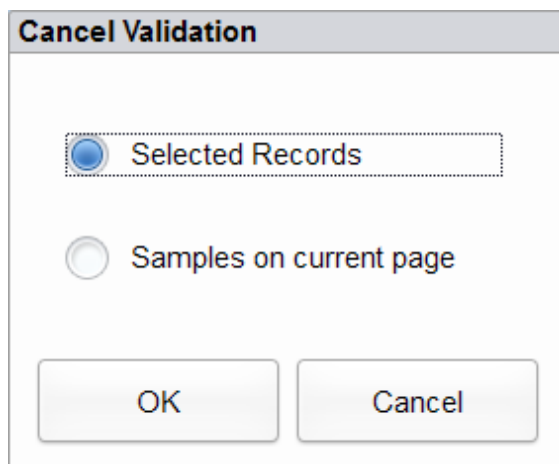 Cancel Validation
Selected Records
Samples on current page
OK Cancel